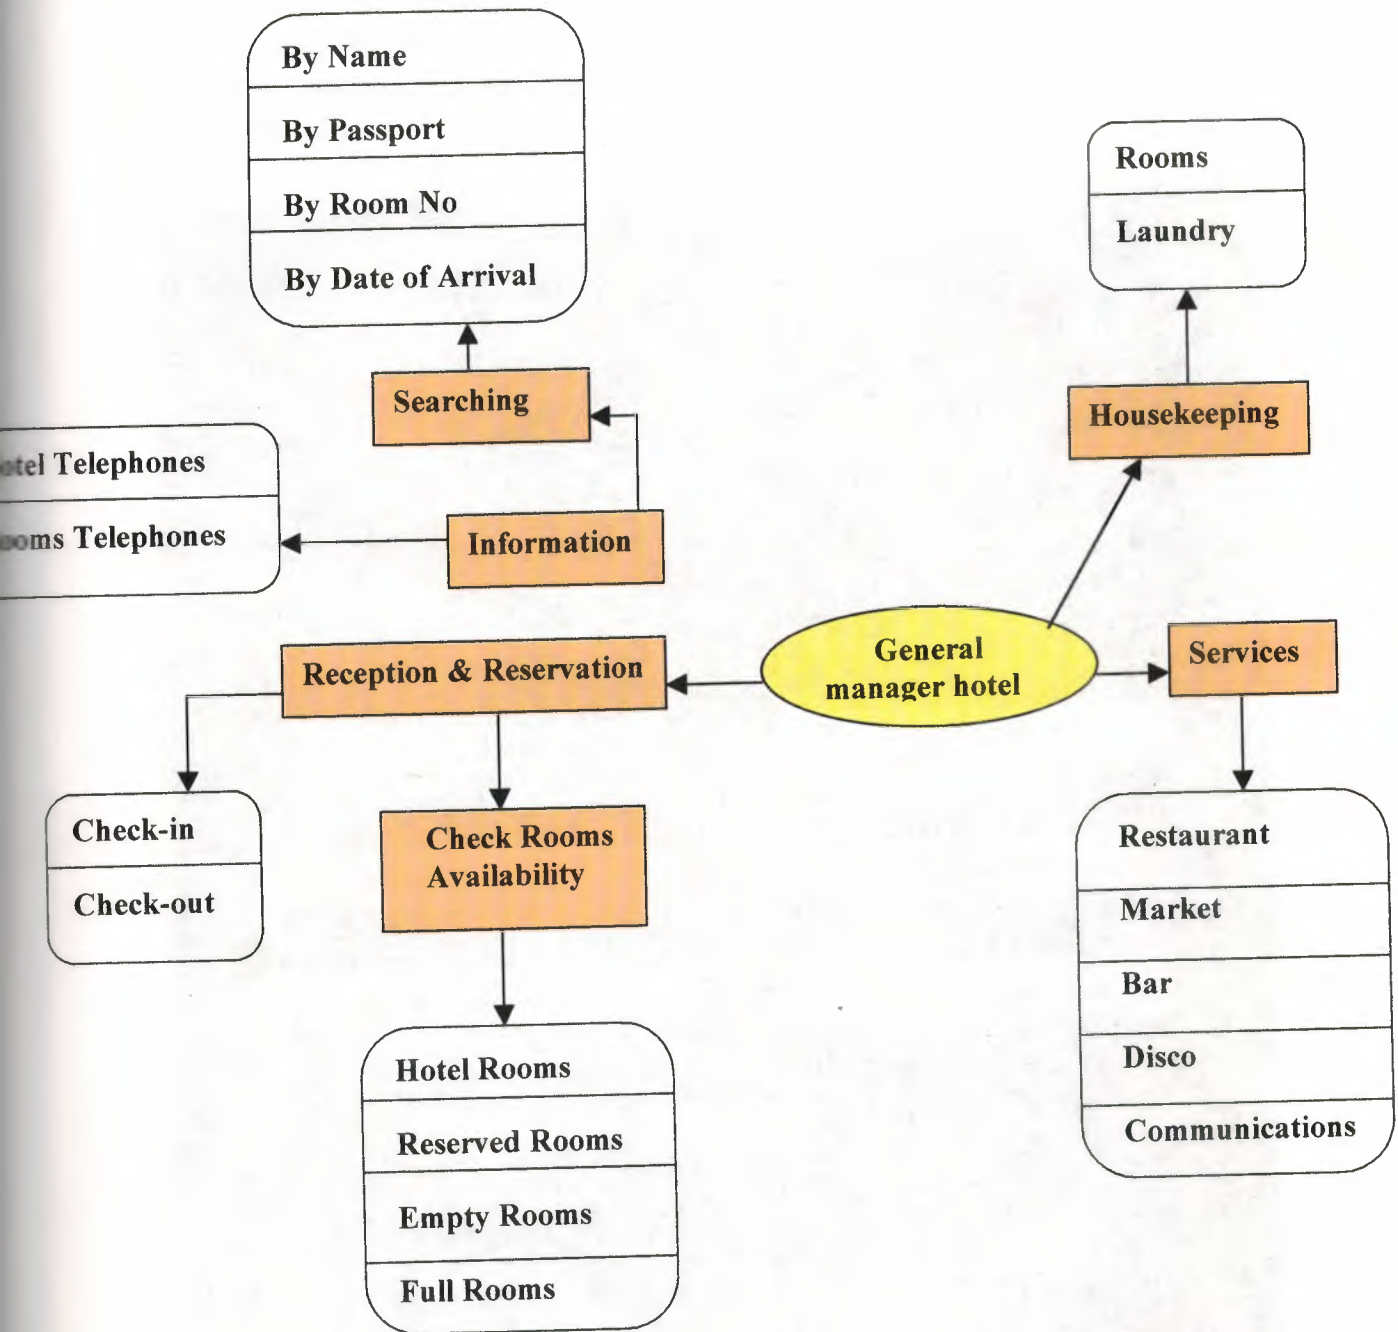 By Name
By Passport
By Room No
By Date of Arrival
Rooms
Laundry
Searching
Housekeeping
Telephones
Telephones
Information
Reception & Reservation
General
manager hotel
Services
Check-in
Check-out
Check Rooms
Availability
Restaurant
Market
Bar
Disco
Communications
Hotel Rooms
Reserved Rooms
Empty Rooms
Full Rooms